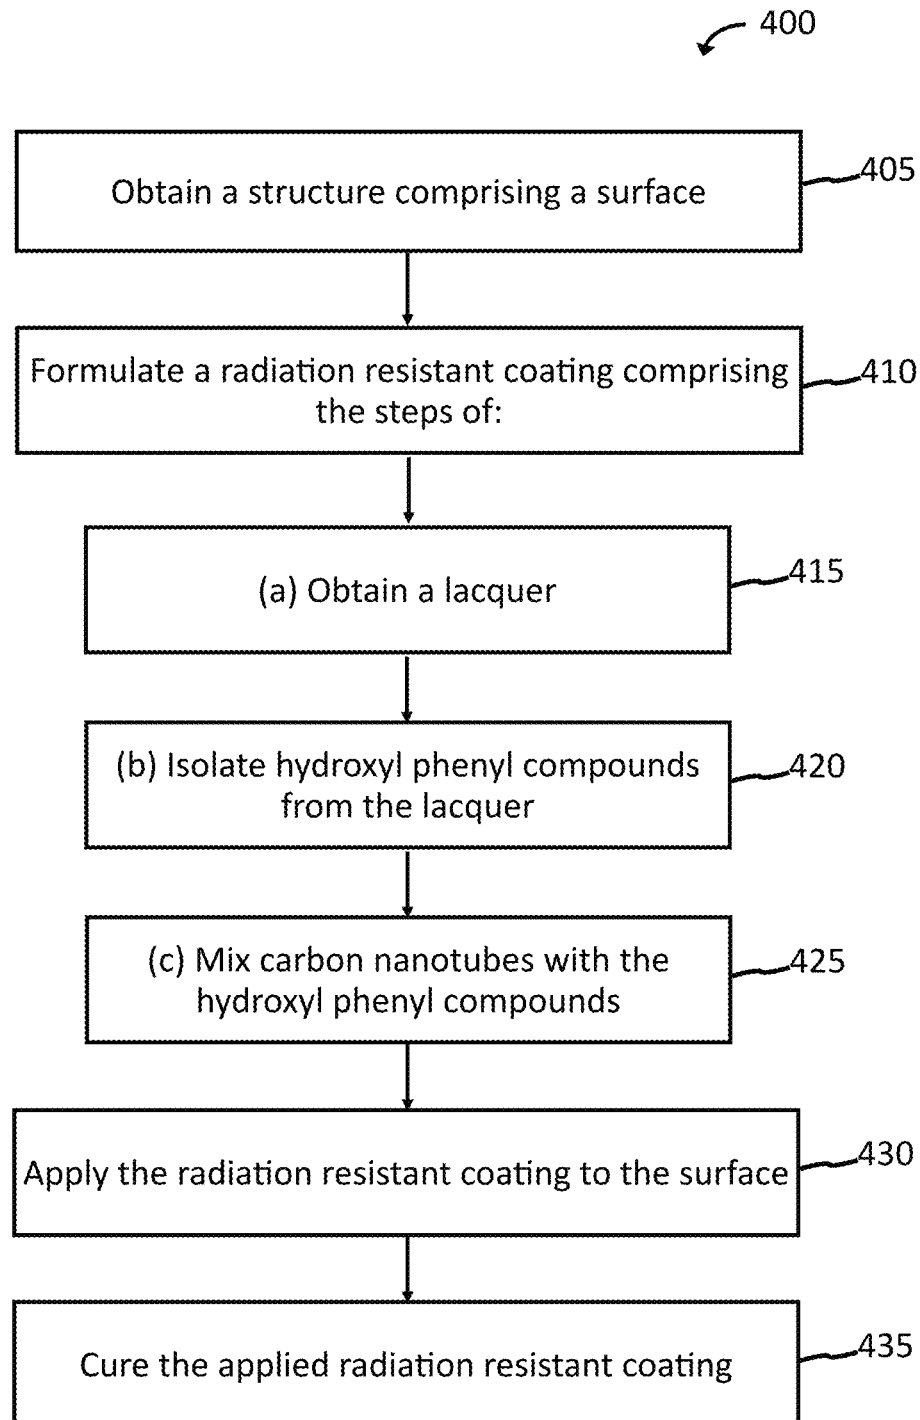 400
Obtain a structure comprising a surface
405
Formulate a radiation resistant coating comprising
the steps of:
410
(a) Obtain a lacquer
415
(b) Isolate hydroxyl phenyl compounds
from the lacquer
420
(c) Mix carbon nanotubes with the
hydroxyl phenyl compounds
425
Apply the radiation resistant coating to the surface
430
Cure the applied radiation resistant coating
435